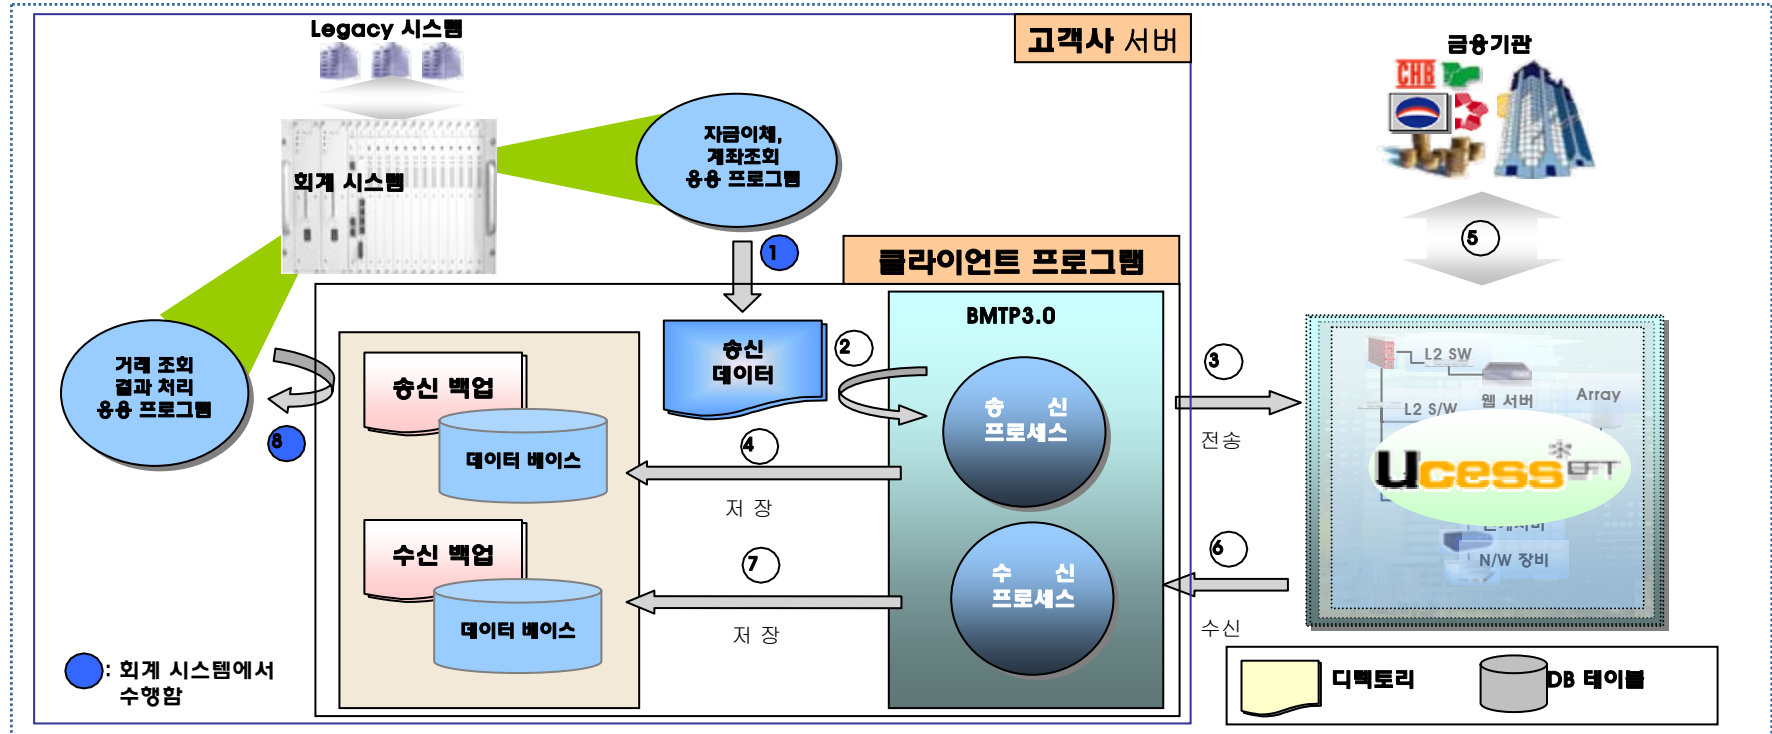 Legacy 시스템
고객사 서버
금융기관
CHB
자금이체,
계좌조회
응용 프로그램
회계 시스템
1
5
클라이언트 프로그램
BMTP3.0
송신
데이터
2
3
L2 SW
웹 서버
Array
L2 S/W
거래 조회
결과 처리
응용 프로그램
송신 백업
송 신
프로세스
전송
8
4
데이터 베이스
Ucess EFT
저 장
수신 백업
7
6
N/W 장비
수 신
프로세스
데이터 베이스
저 장
수신
: 회계 시스템에서
수행함
디렉토리
DB 테이블